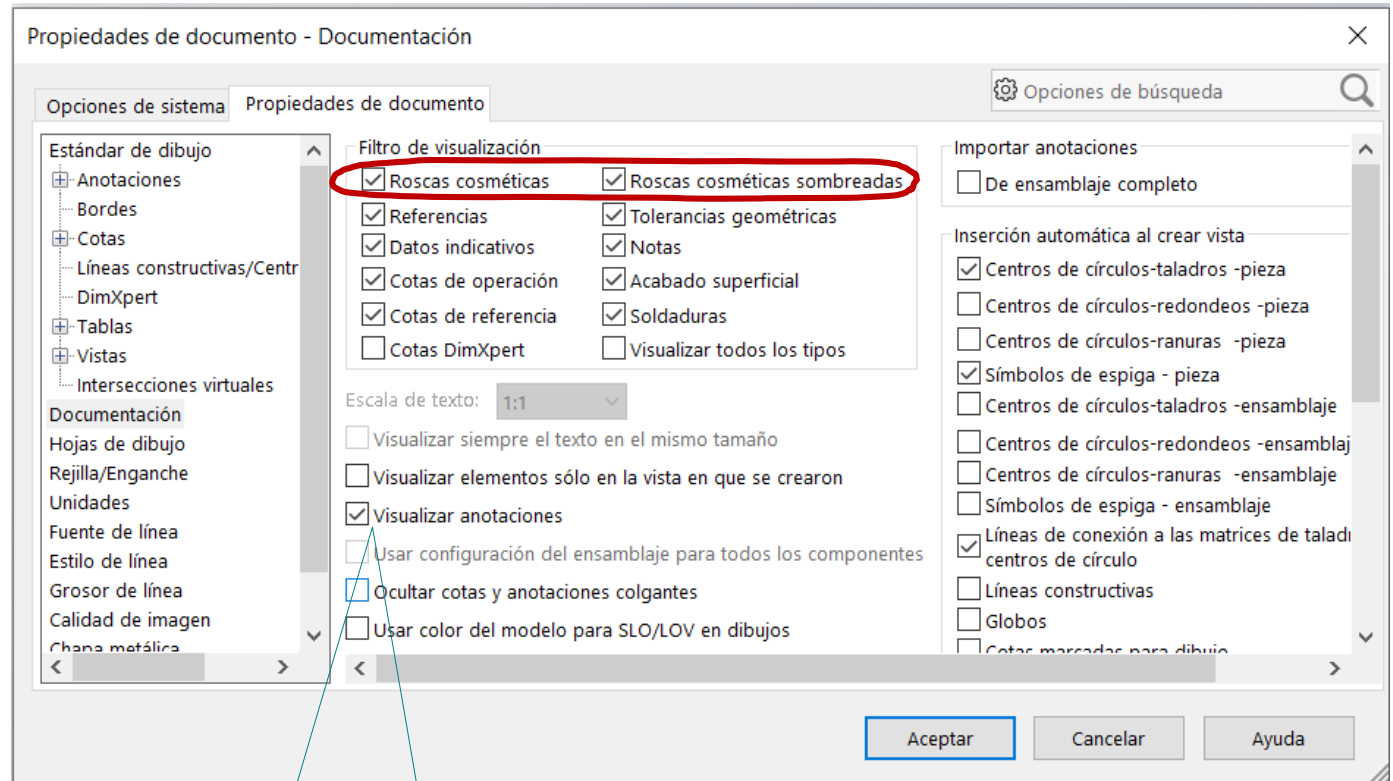 Propiedades de documento - Documentación
Opciones de sistema
Propiedades de documento
Opciones de búsqueda
Estándar de dibujo
Anotaciones
Bordes
Cotas
Líneas constructivas/Centr
DimXpert
Tablas
Vistas
Intersecciones virtuales
Documentación
Hojas de dibujo
Rejilla/Enganche
Unidades
Fuente de línea
Estilo de línea
Grosor de línea
Calidad de imagen
Chapa metálica
Filtro de visualización
Roscas cosméticas
Roscas cosméticas sombreadas
Referencias
Tolerancias geométricas
Datos indicativos
Notas
Cotas de operación
Acabado superficial
Cotas de referencia
Soldaduras
Cotas DimXpert
Visualizar todos los tipos
Escala de texto: 1:1
Visualizar siempre el texto en el mismo tamaño
Visualizar elementos sólo en la vista en que se crearon
Visualizar anotaciones
Usar configuración del ensamblaje para todos los componentes
Ocultar cotas y anotaciones colgantes
Usar color del modelo para SLO/LOV en dibujos
Importar anotaciones
De ensamblaje completo
Inserción automática al crear vista
Centros de círculos-taladros -pieza
Centros de círculos-redondeos -pieza
Centros de círculos-ranuras -pieza
Símbolos de espiga - pieza
Centros de círculos-taladros -ensamblaje
Centros de círculos-redondeos -ensamblaj
Centros de círculos-ranuras -ensamblaje
Símbolos de espiga - ensamblaje
Líneas de conexión a las matrices de taladr
centros de círculo
Líneas constructivas
Globos
Cotas marcadas para dibujo
Aceptar
Cancelar
Ayuda